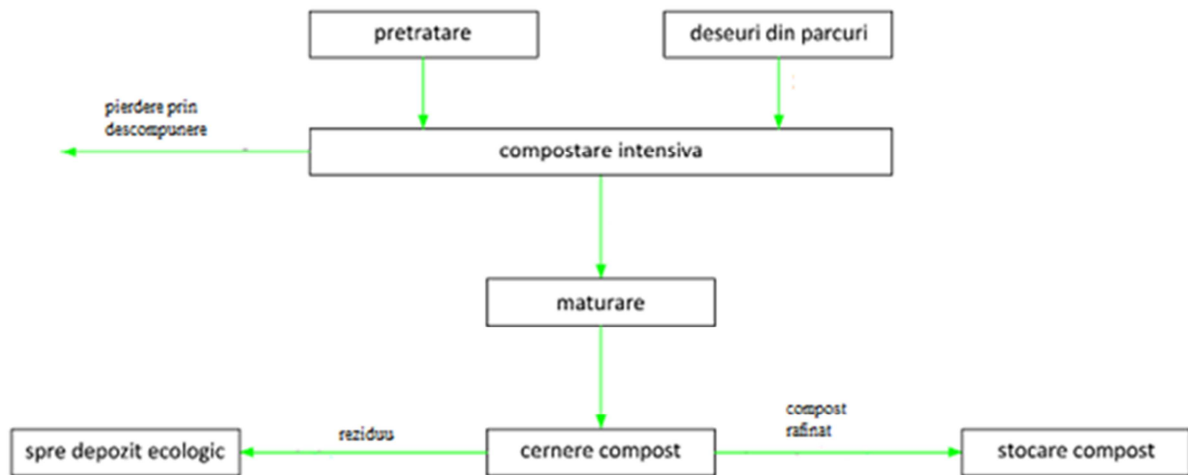 pretratare
deseuri din parcuri
pierdere prin
descompunere
compostare intensiva
maturare
compost
rafinat
spre depozit ecologic
reziduu
cernere compost
stocare compost